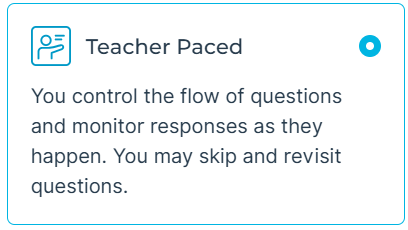 Teacher Paced
You control the flow of questions
and monitor responses as they
happen. You may skip and revisit
questions.